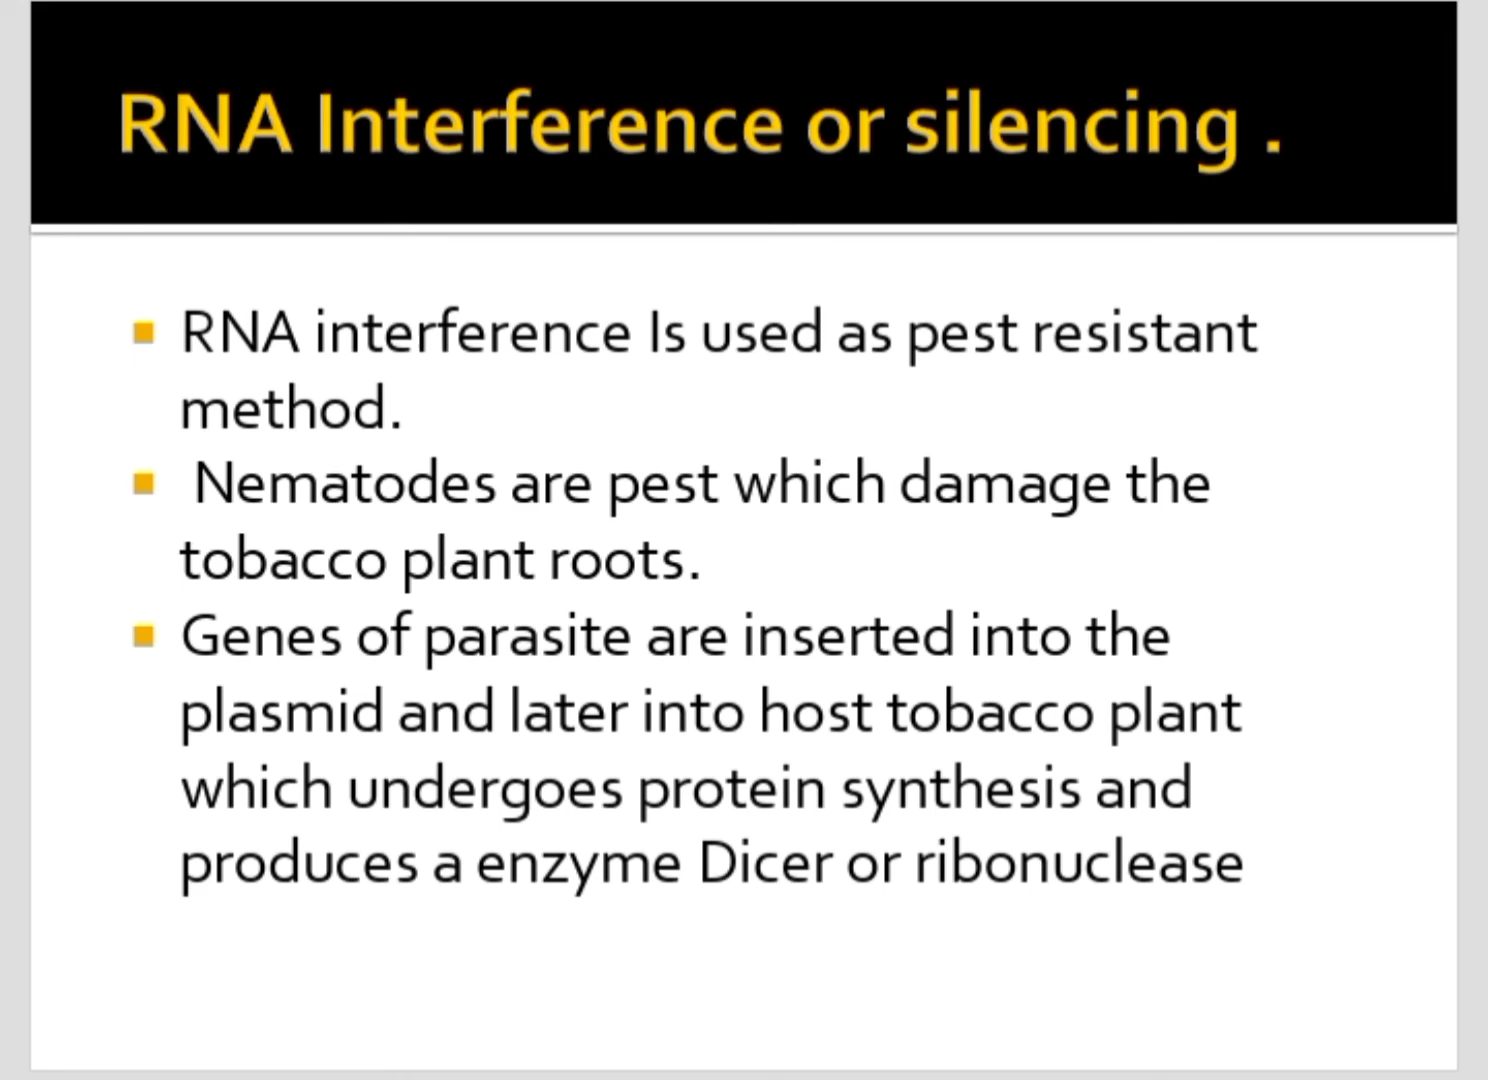 RNA Interference or silencing .
RNA interference Is used as pest resistant
method.
Nematodes are pest which damage the
tobacco plant roots.
Genes of parasite are inserted into the
plasmid and later into host tobacco plant
which undergoes protein synthesis and
produces a enzyme Dicer or ribonuclease